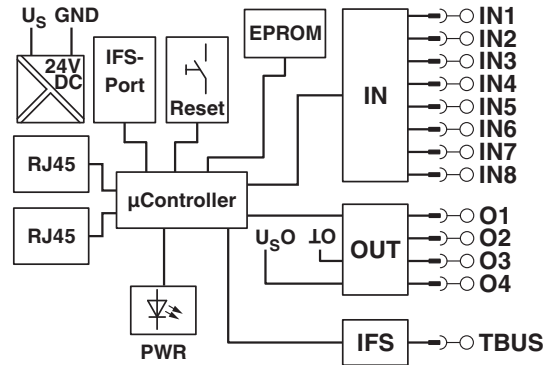 US GND
24V
DC
IFS-
Port
Reset
EPROM
IN
IN1
IN2
IN3
IN4
IN5
IN6
IN7
IN8
RJ45
RJ45
µController
USO
⊥O
OUT
O1
O2
O3
O4
PWR
IFS
TBUS